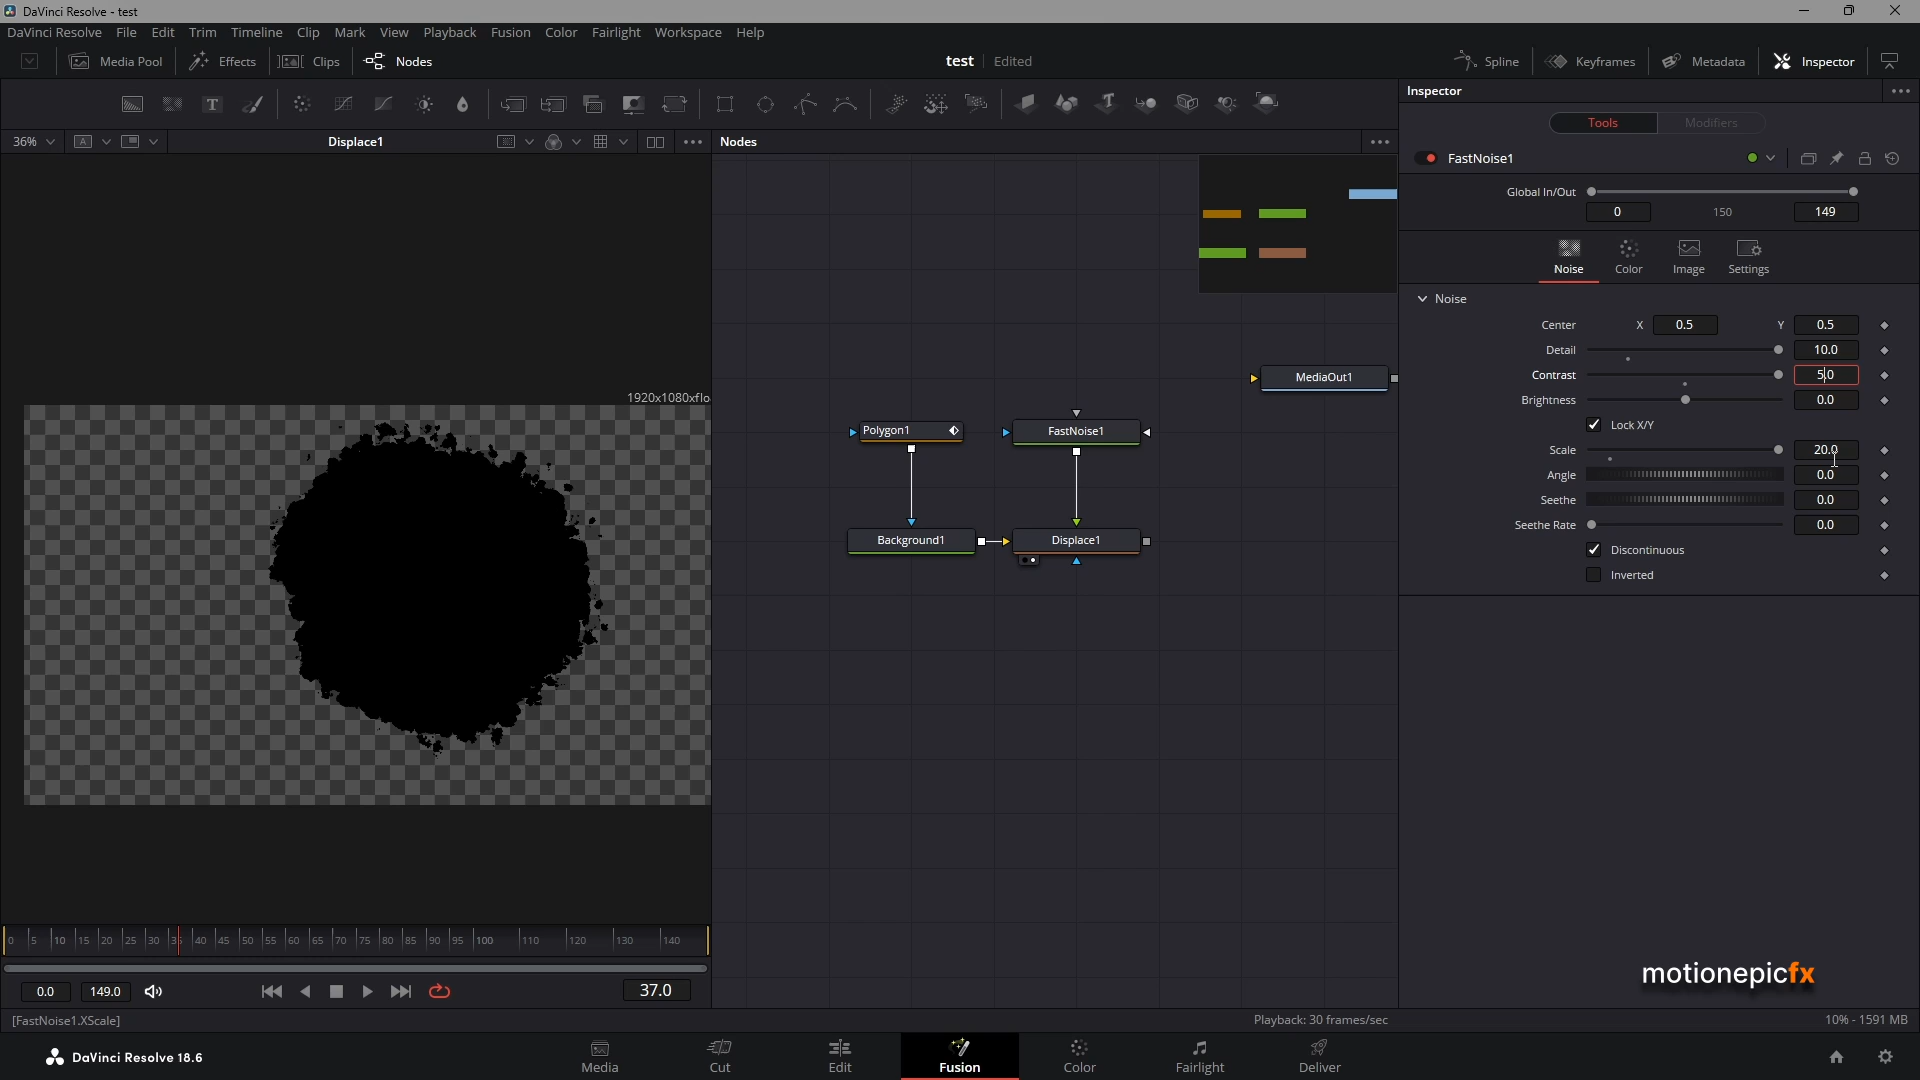 DaVinci Resolve - test
DaVinci Resolve File Edit Trim Timeline Clip Mark View Playback Fusion Color Fairlight Workspace Help
Media Pool Effects Clips Nodes test Edited Spline Keyframes Metadata Inspector
Inspector
Tools Modifiers
36% A Displace1 Nodes
FastNoise1
Global In/Out
0 150 149
Noise Color Image Settings
Noise
Center X 0.5 Y 0.5
Detail 10.0
Contrast 5.0
Brightness 0.0
Lock X/Y
Scale 20.0
Angle 0.0
Seethe 0.0
Seethe Rate 0.0
Discontinuous
Inverted
1920x1080xflo
MediaOut1
Polygon1 FastNoise1
Background1 Displace1
0 5 10 15 20 25 30 35 40 45 50 55 60 65 70 75 80 85 90 95 100 110 120 130 140
0.0 149.0 37.0
motionepicfx
[FastNoise1.XScale] Playback: 30 frames/sec 10% - 1591 MB
DaVinci Resolve 18.6 Media Cut Edit Fusion Color Fairlight Deliver